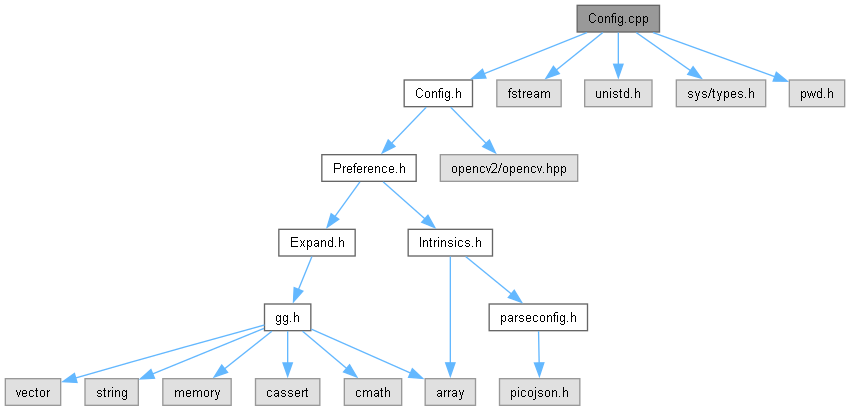 Config.cpp
Config.h
fstream
unistd.h
sys/types.h
pwd.h
Preference.h
opencv2/opencv.hpp
Expand.h
Intrinsics.h
gg.h
parseconfig.h
vector
string
memory
cassert
cmath
array
picojson.h